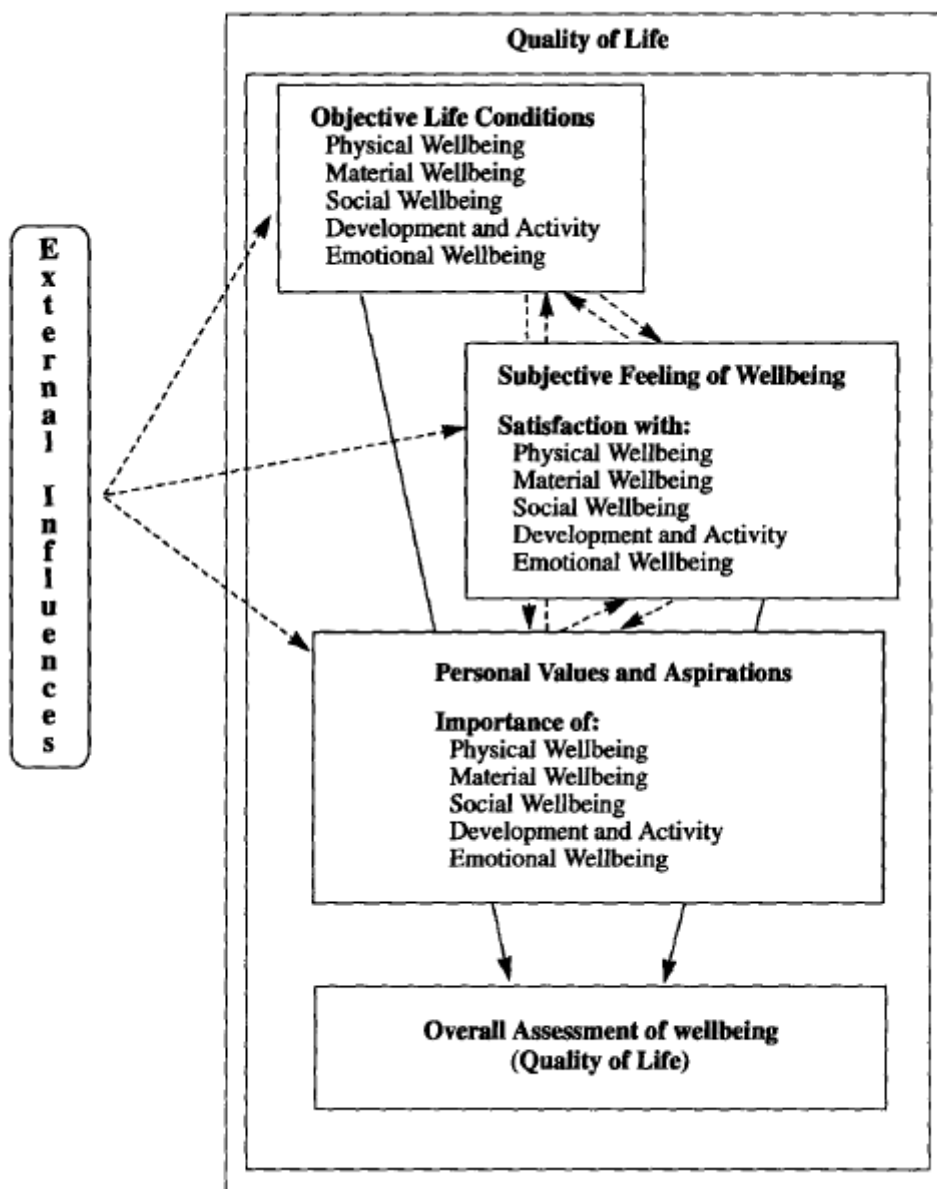 Quality of Life
Objective Life Conditions
Physical Wellbeing
Material Wellbeing
Social Wellbeing
Development and Activity
Emotional Wellbeing
External Influences
Subjective Feeling of Wellbeing
Satisfaction with:
Physical Wellbeing
Material Wellbeing
Social Wellbeing
Development and Activity
Emotional Wellbeing
Personal Values and Aspirations
Importance of:
Physical Wellbeing
Material Wellbeing
Social Wellbeing
Development and Activity
Emotional Wellbeing
Overall Assessment of wellbeing
(Quality of Life)